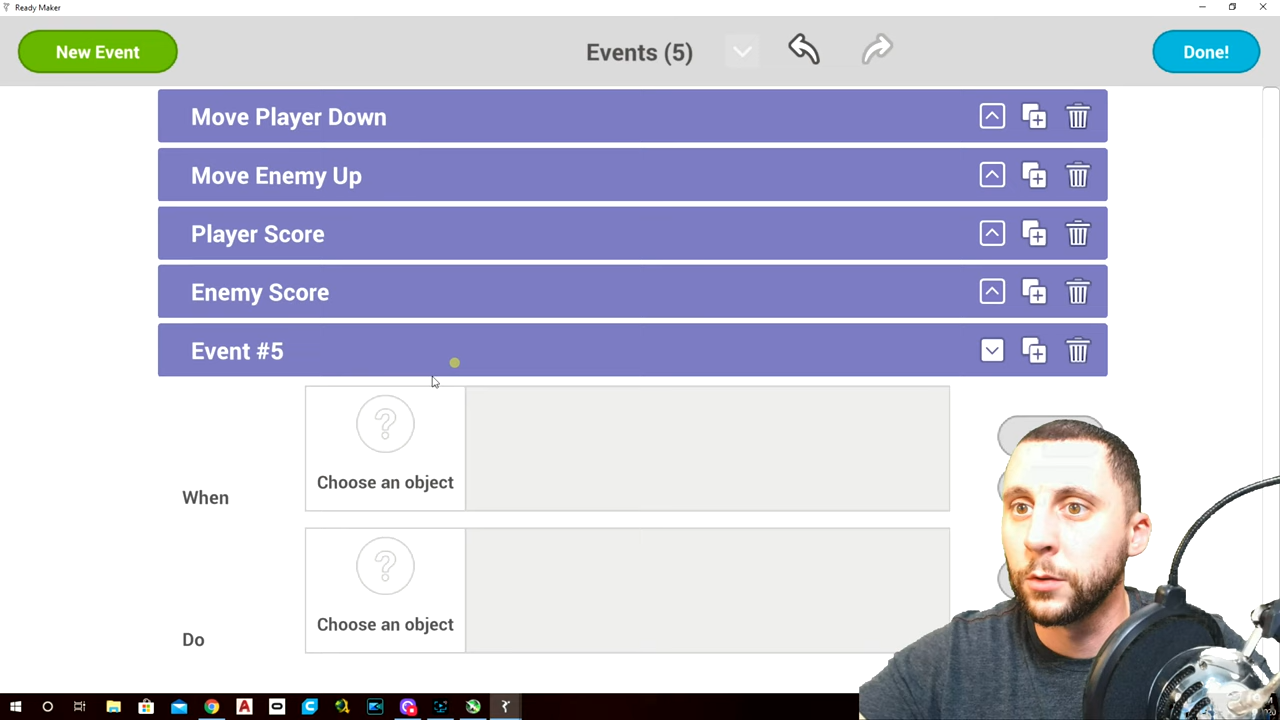 Ready Maker
New Event
Events (5)
Done!
Move Player Down
Move Enemy Up
Player Score
Enemy Score
Event #5
Choose an object
When
Choose an object
Do